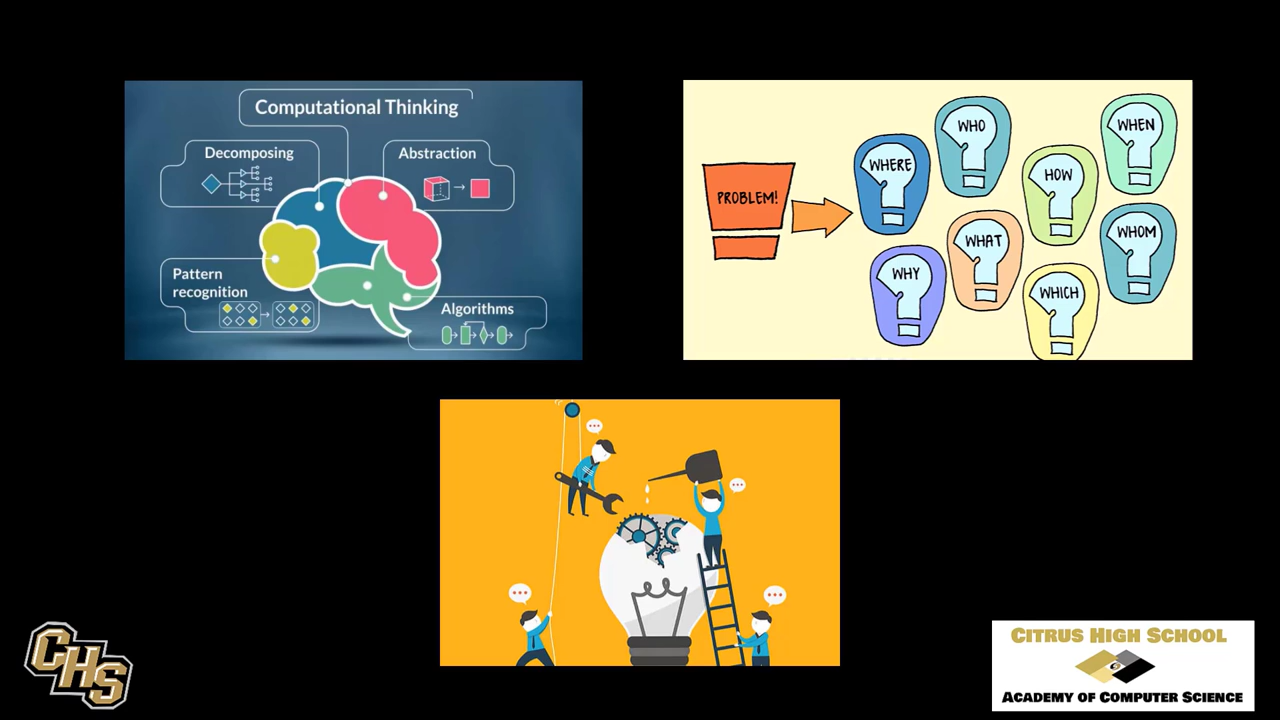 Computational Thinking
Decomposing
Abstraction
Pattern
recognition
Algorithms
PROBLEM!
WHERE
WHO
WHEN
HOW
WHAT
WHOM
WHY
WHICH
CHS
CITRUS HIGH SCHOOL
ACADEMY OF COMPUTER SCIENCE